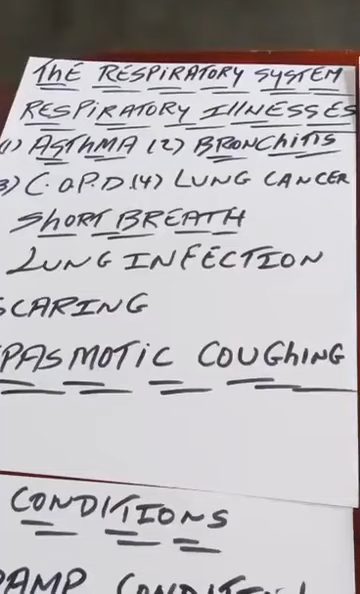 THE RESPIRATORY SYSTEM
RESPIRATORY ILLNESSES
1) ASTHMA (2) BRONCHITIS
3) C.O.P.D.(4) LUNG CANCER
SHORT BREATH
LUNG INFECTION
SCARING
PASMOTIC COUGHING
CONDITIONS